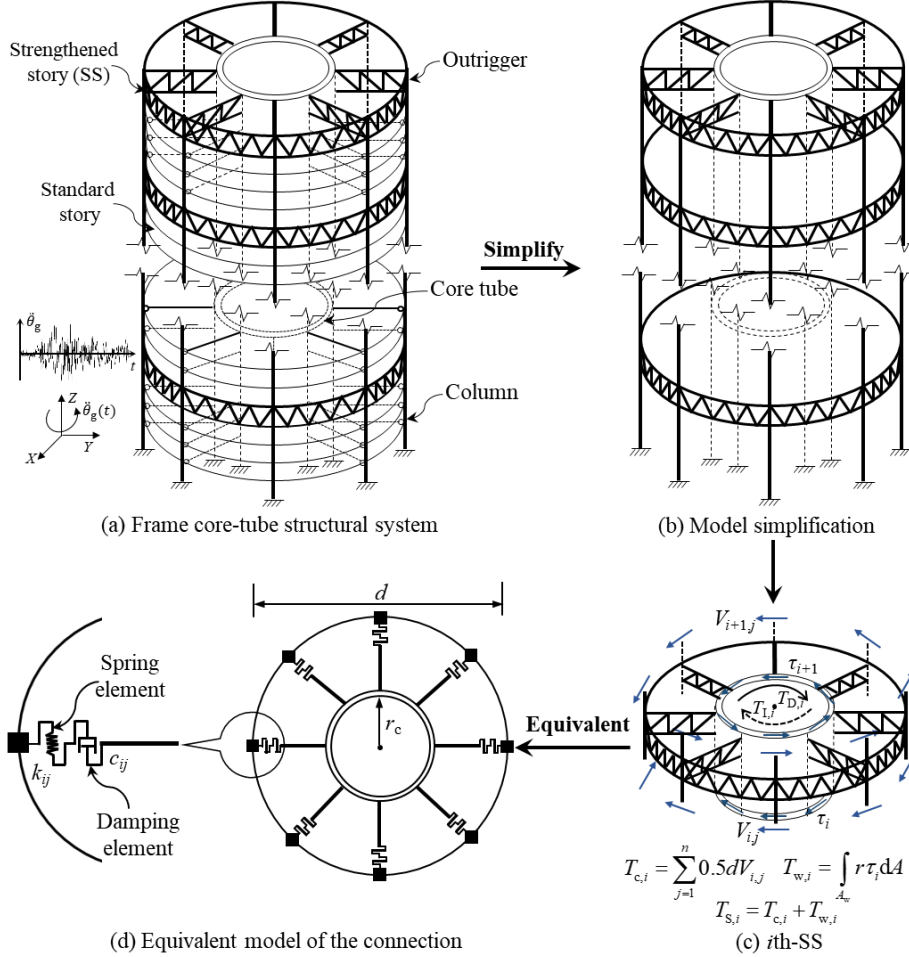 Strengthened
story (SS)
Outrigger
Standard
story
Simplify
Core tube
θ̈g
t
Z
θ̈g(t)
Y
X
Column
(a) Frame core-tube structural system
(b) Model simplification
d
Spring
element
rc
kij
cij
Damping
element
Equivalent
Vi+1,j
τi+1
TD,i
TI,i
Vi,j
τi
Tc,i = ∑_{j=1}^{n} 0.5dVi,j Tw,i = ∫_{Aw} rτi dA
TS,i = Tc,i + Tw,i
(d) Equivalent model of the connection
(c) ith-SS